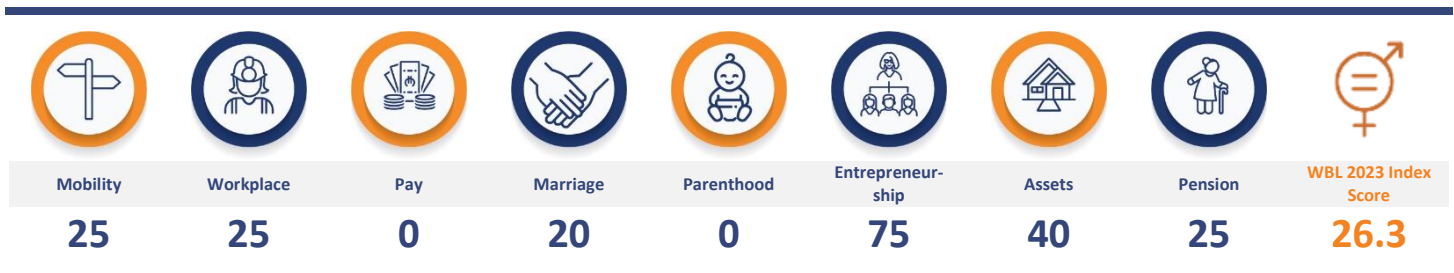 Mobility
Workplace
Pay
Marriage
Parenthood
Entrepreneur-
ship
Assets
Pension
WBL 2023 Index
Score
25
25
0
20
0
75
40
25
26.3